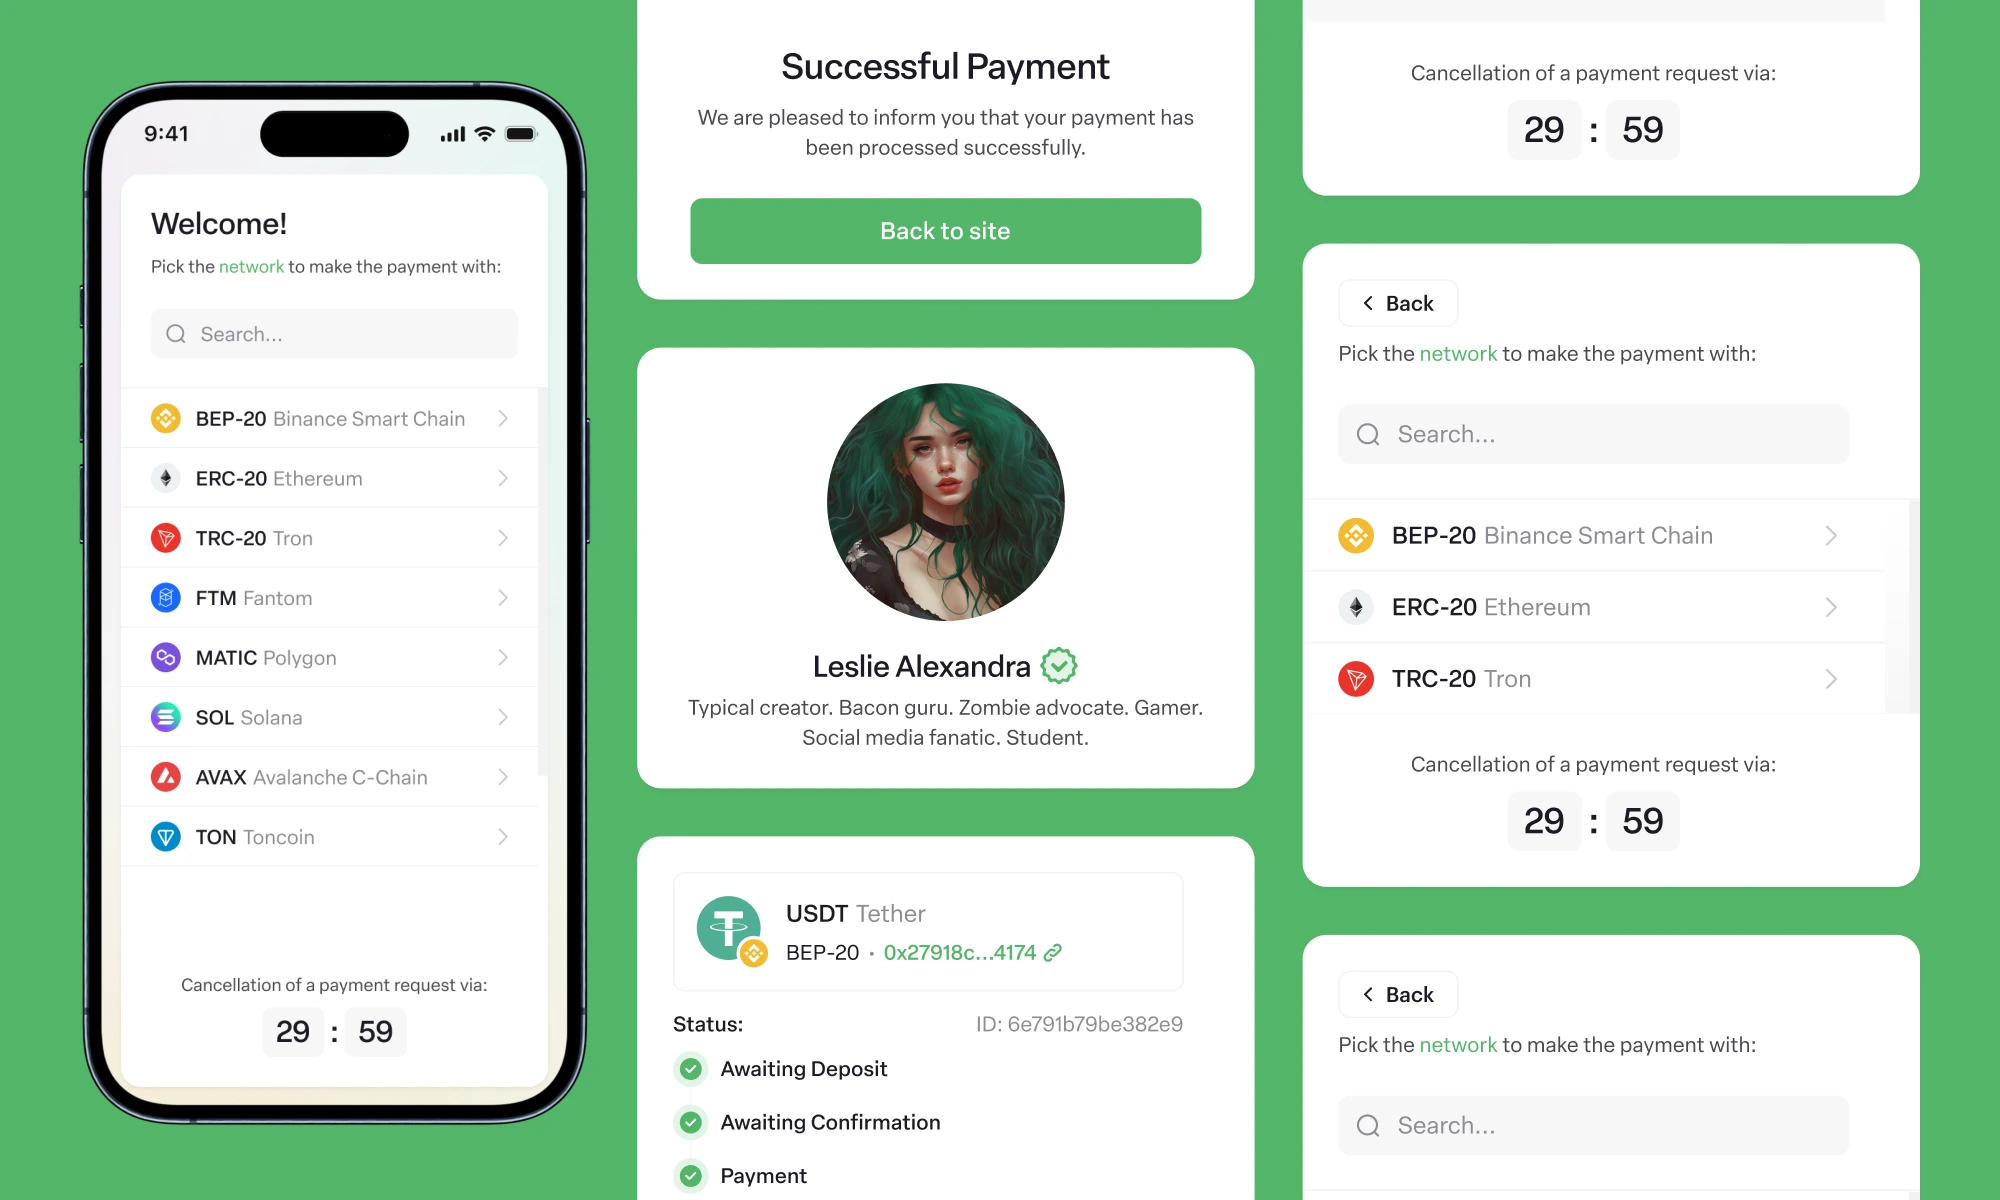 9:41
Welcome!
Pick the network to make the payment with:
Search...
BEP-20 Binance Smart Chain
ERC-20 Ethereum
TRC-20 Tron
FTM Fantom
MATIC Polygon
SOL Solana
AVAX Avalanche C-Chain
TON Toncoin
Cancellation of a payment request via:
29 : 59
Successful Payment
We are pleased to inform you that your payment has
been processed successfully.
Back to site
Leslie Alexandra
Typical creator. Bacon guru. Zombie advocate. Gamer.
Social media fanatic. Student.
USDT Tether
BEP-20 • 0x27918c...4174
Status:
ID: 6e791b79be382e9
Awaiting Deposit
Awaiting Confirmation
Payment
Cancellation of a payment request via:
29 : 59
Back
Pick the network to make the payment with:
Search...
BEP-20 Binance Smart Chain
ERC-20 Ethereum
TRC-20 Tron
Cancellation of a payment request via:
29 : 59
Back
Pick the network to make the payment with:
Search...